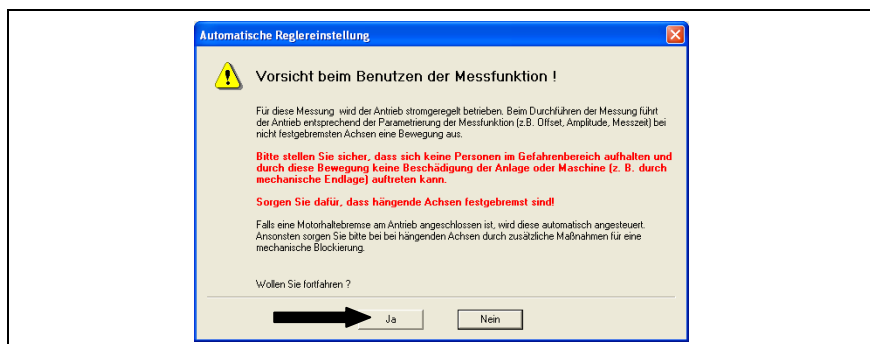 Automatische Reglereinstellung
Vorsicht beim Benutzen der Messfunktion !
Für diese Messung wird der Antrieb stromgeregelt betrieben. Beim Durchführen der Messung führt
der Antrieb entsprechend der Parametrierung der Messfunktion (z.B. Offset, Amplitude, Messzeit) bei
nicht festgebremsten Achsen eine Bewegung aus.
Bitte stellen Sie sicher, dass sich keine Personen im Gefahrenbereich aufhalten und
durch diese Bewegung keine Beschädigung der Anlage oder Maschine (z. B. durch
mechanische Endlage) auftreten kann.
Sorgen Sie dafür, dass hängende Achsen festgebremst sind!
Falls eine Motorhaltebremse am Antrieb angeschlossen ist, wird diese automatisch angesteuert.
Ansonsten sorgen Sie bitte bei bei hängenden Achsen durch zusätzliche Maßnahmen für eine
mechanische Blockierung.
Wollen Sie fortfahren ?
Ja
Nein